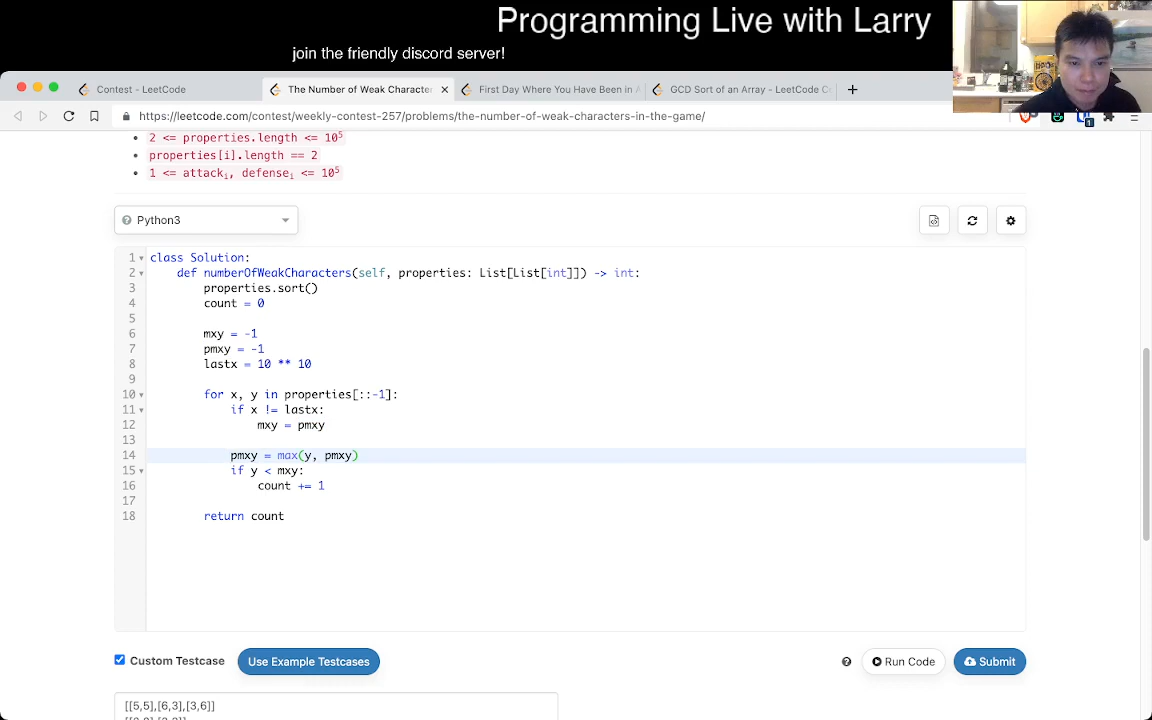 Programming Live with Larry
join the friendly discord server!
Contest - LeetCode
The Number of Weak Character
First Day Where You Have Been in
GCD Sort of an Array - LeetCode
https://leetcode.com/contest/weekly-contest-257/problems/the-number-of-weak-characters-in-the-game/
2 <= properties.length <= 10⁵
properties[i].length == 2
1 <= attackᵢ, defenseᵢ <= 10⁵
Python3
1 class Solution:
2 def numberOfWeakCharacters(self, properties: List[List[int]]) -> int:
3 properties.sort()
4 count = 0
5
6 mxy = -1
7 pmxy = -1
8 lastx = 10 ** 10
9
10 for x, y in properties[::-1]:
11 if x != lastx:
12 mxy = pmxy
13
14 pmxy = max(y, pmxy)
15 if y < mxy:
16 count += 1
17
18 return count
Custom Testcase
Use Example Testcases
Run Code
Submit
[[5,5],[6,3],[3,6]]